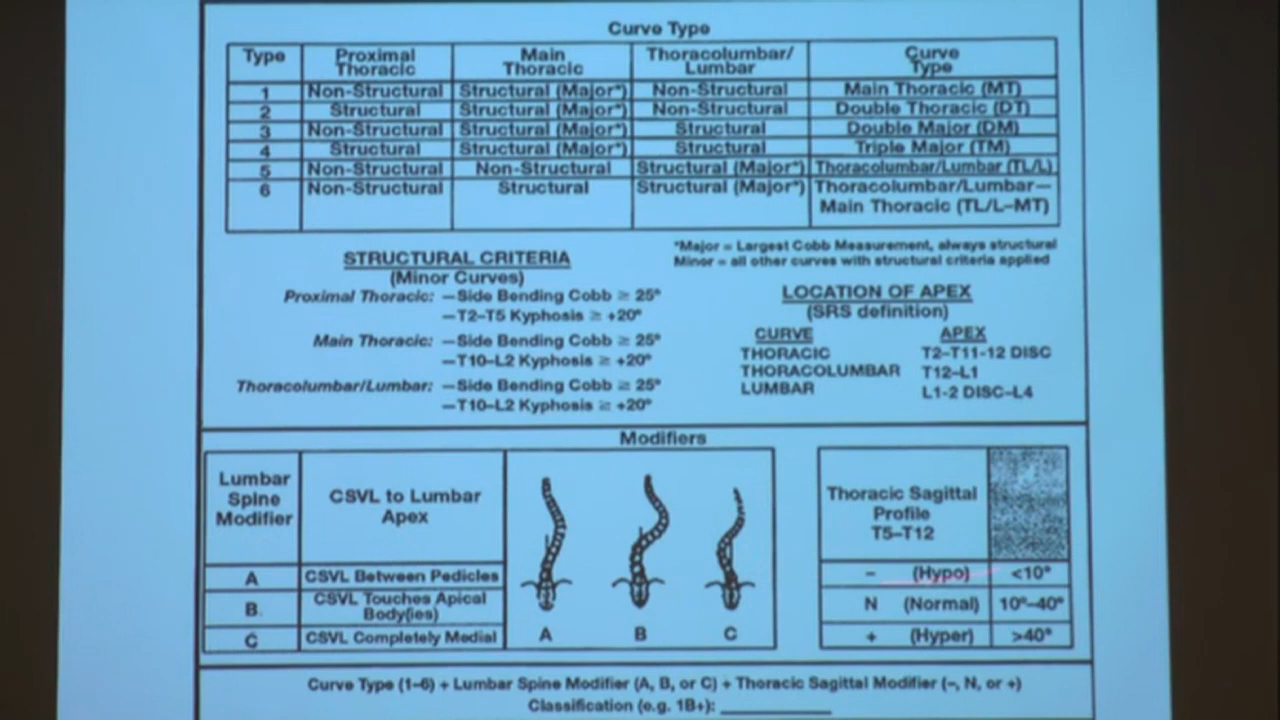 Curve Type
Type Proximal Thoracic Main Thoracic Thoracolumbar/ Lumbar Curve Type
1 Non-Structural Structural (Major*) Non-Structural Main Thoracic (MT)
2 Structural Structural (Major*) Non-Structural Double Thoracic (DT)
3 Non-Structural Structural (Major*) Structural Double Major (DM)
4 Structural Structural (Major*) Structural Triple Major (TM)
5 Non-Structural Non-Structural Structural (Major*) Thoracolumbar/Lumbar (TL/L)
6 Non-Structural Structural Structural (Major*) Thoracolumbar/Lumbar—
Main Thoracic (TL/L–MT)
STRUCTURAL CRITERIA
(Minor Curves)
Proximal Thoracic: —Side Bending Cobb ≥ 25°
—T2–T5 Kyphosis ≥ +20°
Main Thoracic: —Side Bending Cobb ≥ 25°
—T10–L2 Kyphosis ≥ +20°
Thoracolumbar/Lumbar: —Side Bending Cobb ≥ 25°
—T10–L2 Kyphosis ≥ +20°
*Major = Largest Cobb Measurement, always structural
Minor = all other curves with structural criteria applied
LOCATION OF APEX
(SRS definition)
CURVE APEX
THORACIC T2–T11-12 DISC
THORACOLUMBAR T12–L1
LUMBAR L1-2 DISC–L4
Modifiers
Lumbar Spine Modifier CSVL to Lumbar Apex
A CSVL Between Pedicles
B CSVL Touches Apical Body(ies)
C CSVL Completely Medial
A B C
Thoracic Sagittal
Profile
T5–T12
– (Hypo) <10°
N (Normal) 10°–40°
+ (Hyper) >40°
Curve Type (1–6) + Lumbar Spine Modifier (A, B, or C) + Thoracic Sagittal Modifier (–, N, or +)
Classification (e.g. 1B+): ________